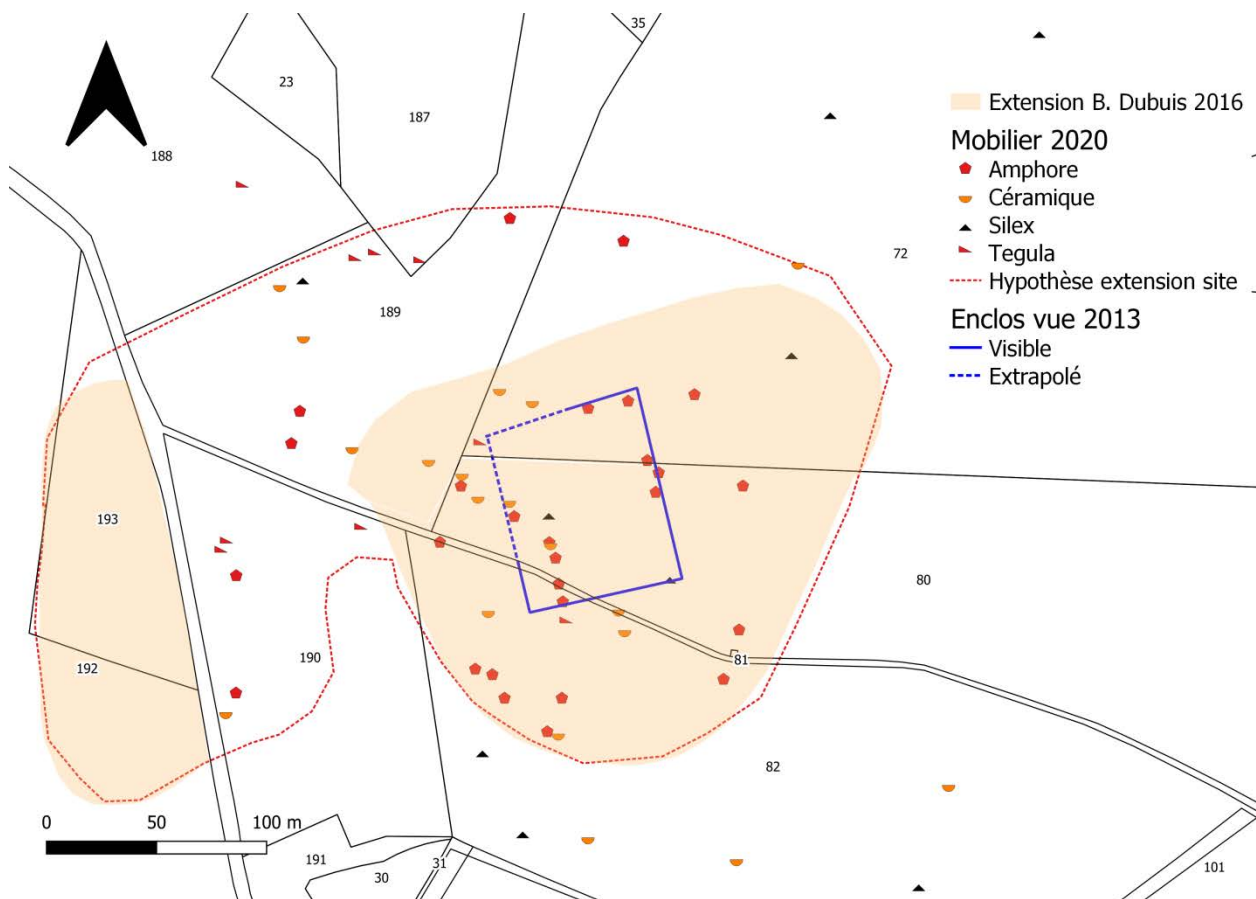 35
23
187
188
72
189
193
80
81
192
190
82
191
31
30
101
0 50 100 m
Extension B. Dubuis 2016
Mobilier 2020
Amphore
Céramique
Silex
Tegula
Hypothèse extension site
Enclos vue 2013
Visible
Extrapolé